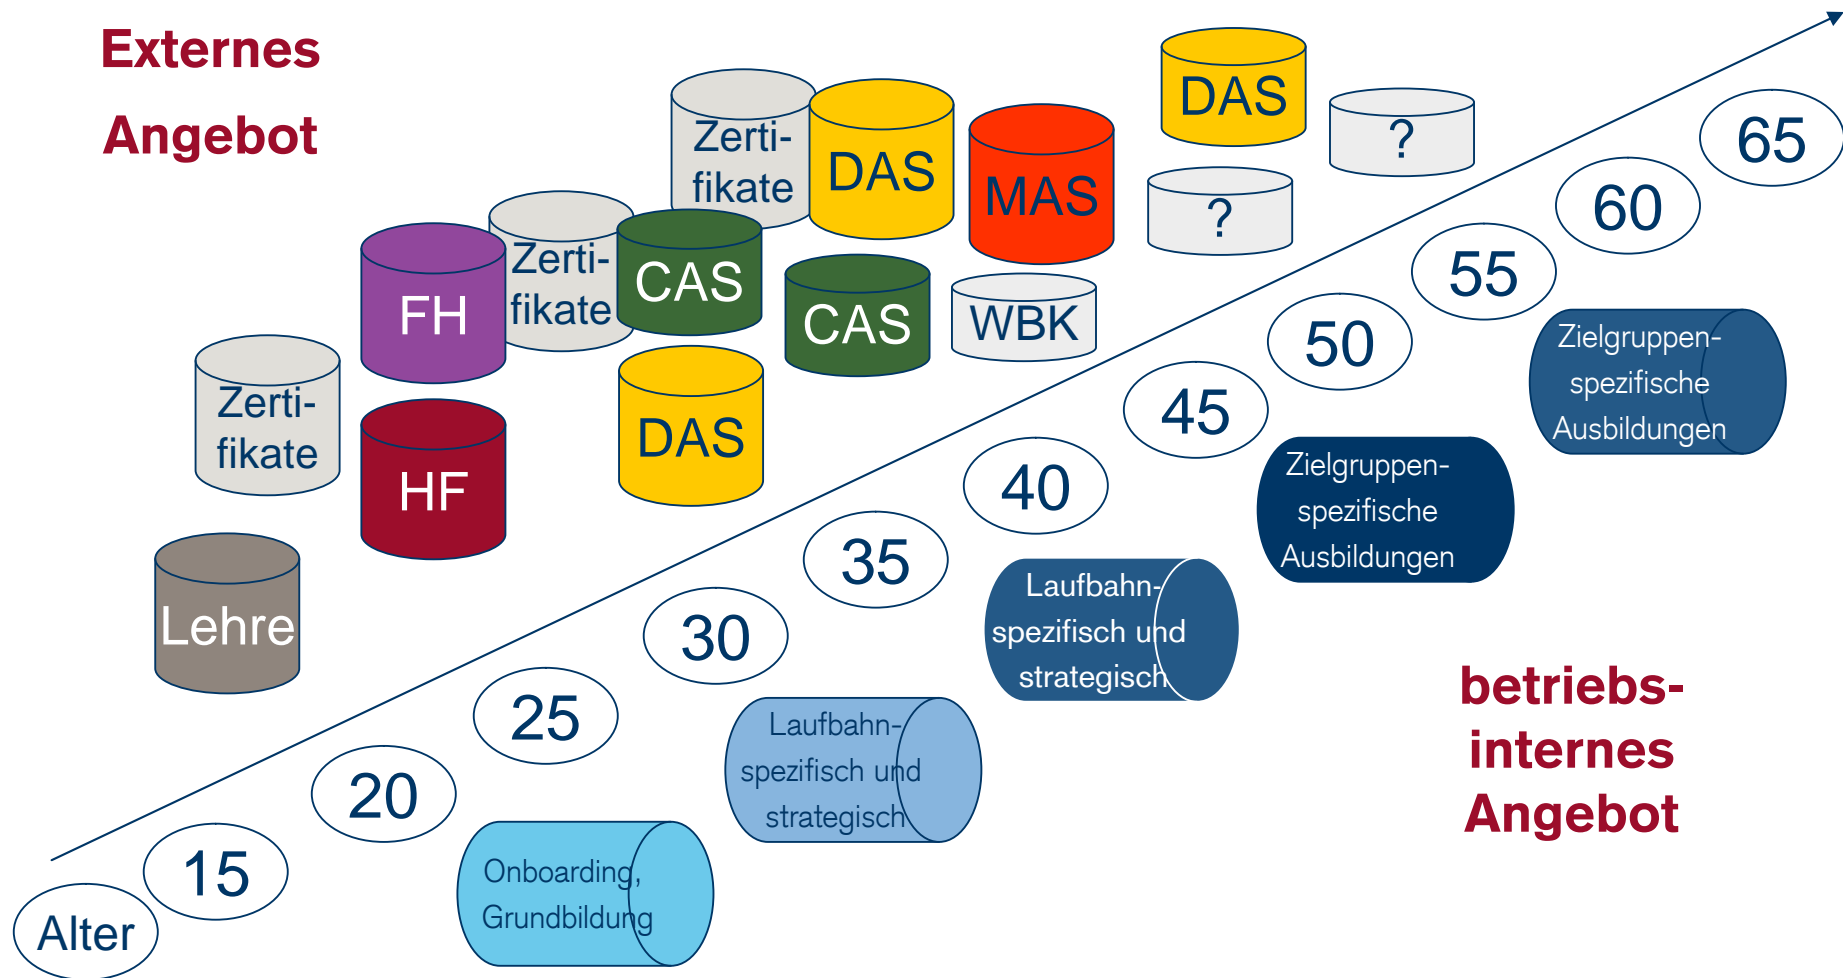 Externes
Angebot
Zerti-
fikate
DAS
MAS
DAS
?
?
Zerti-
fikate
CAS
FH
CAS
WBK
Zerti-
fikate
HF
DAS
Lehre
Alter
15
20
25
30
35
40
45
50
55
60
65
Onboarding,
Grundbildung
Laufbahn-
spezifisch und
strategisch
Laufbahn-
spezifisch und
strategisch
Zielgruppen-
spezifische
Ausbildungen
Zielgruppen-
spezifische
Ausbildungen
betriebs-
internes
Angebot